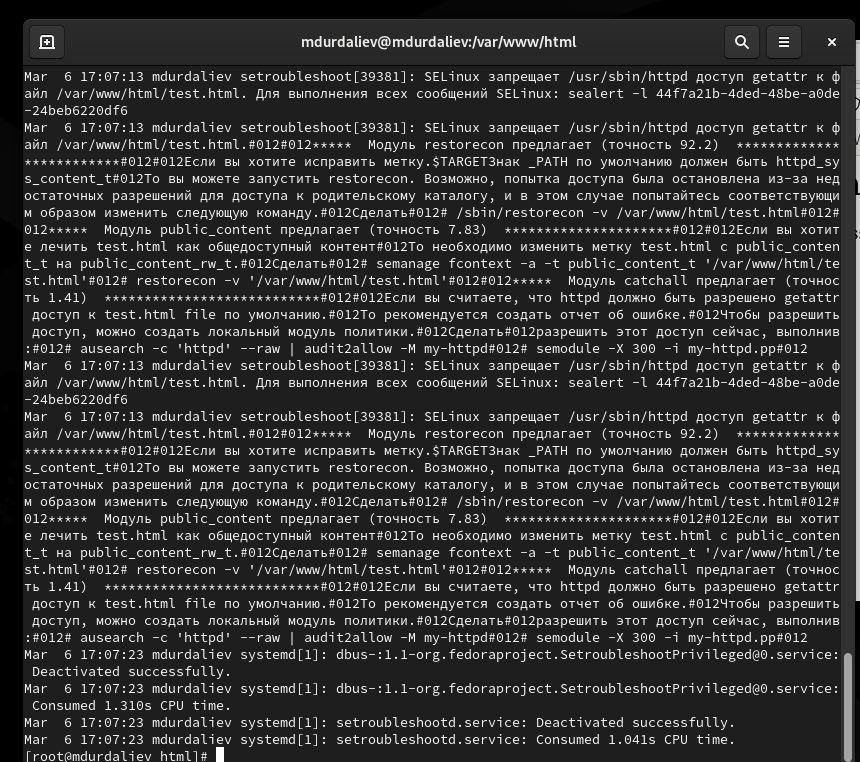 mdurdaliev@mdurdaliev:/var/www/html
Mar  6 17:07:13 mdurdaliev setroubleshoot[39381]: SELinux запрещает /usr/sbin/httpd доступ getattr к ф
айл /var/www/html/test.html. Для выполнения всех сообщений SELinux: sealert -l 44f7a21b-4ded-48be-a0de
-24beb6220df6
Mar  6 17:07:13 mdurdaliev setroubleshoot[39381]: SELinux запрещает /usr/sbin/httpd доступ getattr к ф
айл /var/www/html/test.html.#012#012*****  Модуль restorecon предлагает (точность 92.2)  *************
************#012#012Если вы хотите исправить метку.$TARGETЗнак _PATH по умолчанию должен быть httpd_sy
s_content_t#012То вы можете запустить restorecon. Возможно, попытка доступа была остановлена из-за нед
остаточных разрешений для доступа к родительскому каталогу, и в этом случае попытайтесь соответствующи
м образом изменить следующую команду.#012Сделать#012# /sbin/restorecon -v /var/www/html/test.html#012#
012*****  Модуль public_content предлагает (точность 7.83)  *********************#012#012Если вы хотит
е лечить test.html как общедоступный контент#012То необходимо изменить метку test.html с public_conten
t_t на public_content_rw_t.#012Сделать#012# semanage fcontext -a -t public_content_t '/var/www/html/te
st.html'#012# restorecon -v '/var/www/html/test.html'#012#012*****  Модуль catchall предлагает (точнос
ть 1.41)  **************************#012#012Если вы считаете, что httpd должно быть разрешено getattr
доступ к test.html file по умолчанию.#012То рекомендуется создать отчет об ошибке.#012Чтобы разрешить
доступ, можно создать локальный модуль политики.#012Сделать#012разрешить этот доступ сейчас, выполнив
:#012# ausearch -c 'httpd' --raw | audit2allow -M my-httpd#012# semodule -X 300 -i my-httpd.pp#012
Mar  6 17:07:13 mdurdaliev setroubleshoot[39381]: SELinux запрещает /usr/sbin/httpd доступ getattr к ф
айл /var/www/html/test.html. Для выполнения всех сообщений SELinux: sealert -l 44f7a21b-4ded-48be-a0de
-24beb6220df6
Mar  6 17:07:13 mdurdaliev setroubleshoot[39381]: SELinux запрещает /usr/sbin/httpd доступ getattr к ф
айл /var/www/html/test.html.#012#012*****  Модуль restorecon предлагает (точность 92.2)  *************
************#012#012Если вы хотите исправить метку.$TARGETЗнак _PATH по умолчанию должен быть httpd_sy
s_content_t#012То вы можете запустить restorecon. Возможно, попытка доступа была остановлена из-за нед
остаточных разрешений для доступа к родительскому каталогу, и в этом случае попытайтесь соответствующи
м образом изменить следующую команду.#012Сделать#012# /sbin/restorecon -v /var/www/html/test.html#012#
012*****  Модуль public_content предлагает (точность 7.83)  *********************#012#012Если вы хотит
е лечить test.html как общедоступный контент#012То необходимо изменить метку test.html с public_conten
t_t на public_content_rw_t.#012Сделать#012# semanage fcontext -a -t public_content_t '/var/www/html/te
st.html'#012# restorecon -v '/var/www/html/test.html'#012#012*****  Модуль catchall предлагает (точнос
ть 1.41)  **************************#012#012Если вы считаете, что httpd должно быть разрешено getattr
доступ к test.html file по умолчанию.#012То рекомендуется создать отчет об ошибке.#012Чтобы разрешить
доступ, можно создать локальный модуль политики.#012Сделать#012разрешить этот доступ сейчас, выполнив
:#012# ausearch -c 'httpd' --raw | audit2allow -M my-httpd#012# semodule -X 300 -i my-httpd.pp#012
Mar  6 17:07:23 mdurdaliev systemd[1]: dbus-:1.1-org.fedoraproject.SetroubleshootPrivileged@0.service:
Deactivated successfully.
Mar  6 17:07:23 mdurdaliev systemd[1]: dbus-:1.1-org.fedoraproject.SetroubleshootPrivileged@0.service:
Consumed 1.310s CPU time.
Mar  6 17:07:23 mdurdaliev systemd[1]: setroubleshootd.service: Deactivated successfully.
Mar  6 17:07:23 mdurdaliev systemd[1]: setroubleshootd.service: Consumed 1.041s CPU time.
[root@mdurdaliev html]#